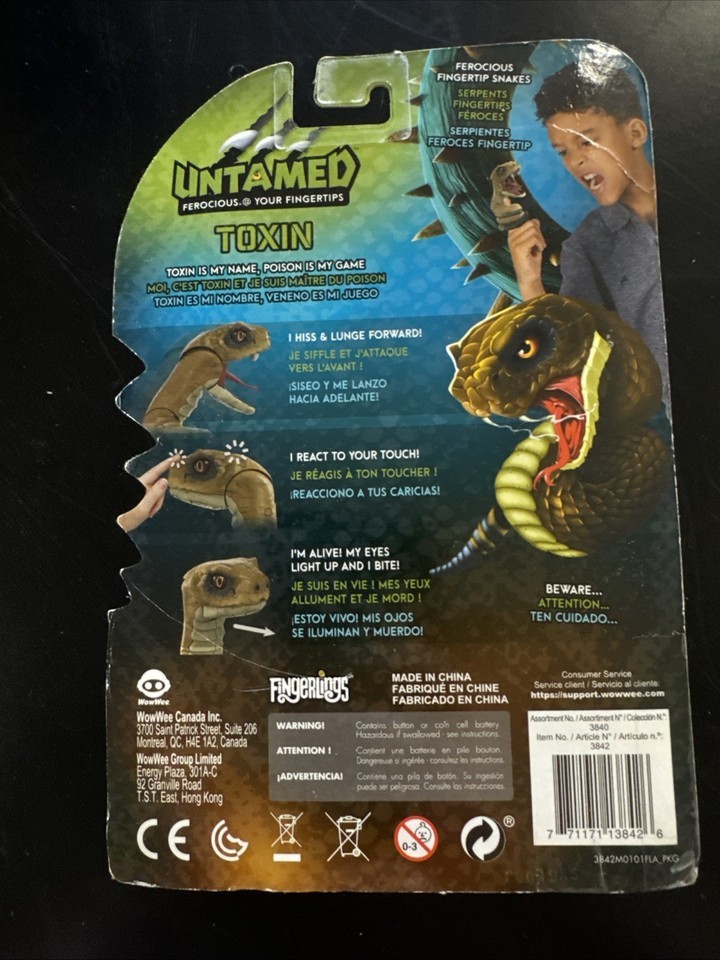 FEROCIOUS
FINGERTIP SNAKES
SERPENTS
FINGERTIPS
FÉROCES
SERPIENTES
FEROCES FINGERTIP
UNTAMED™
FEROCIOUS @ YOUR FINGERTIPS
TOXIN
TOXIN IS MY NAME, POISON IS MY GAME
MOI, C'EST TOXIN ET JE SUIS MAÎTRE DU POISON
TOXIN ES MI NOMBRE, VENENO ES MI JUEGO
I HISS & LUNGE FORWARD!
JE SIFFLE ET J'ATTAQUE
VERS L'AVANT !
¡SISEO Y ME LANZO
HACIA ADELANTE!
I REACT TO YOUR TOUCH!
JE RÉAGIS À TON TOUCHER !
¡REACCIONO A TUS CARICIAS!
I'M ALIVE! MY EYES
LIGHT UP AND I BITE!
JE SUIS EN VIE ! MES YEUX
ALLUMENT ET JE MORD !
¡ESTOY VIVO! MIS OJOS
SE ILUMINAN Y MUERDO!
BEWARE...
ATTENTION...
TEN CUIDADO...
WowWee
WowWee Canada Inc.
3700 Saint Patrick Street, Suite 206
Montreal, QC, H4E 1A2, Canada
WowWee Group Limited
Energy Plaza, 301A-C
92 Granville Road
T.S.T. East, Hong Kong
Fingerlings
MADE IN CHINA
FABRIQUÉ EN CHINE
FABRICADO EN CHINA
Consumer Service
Service client / Servicio al cliente:
https://support.wowwee.com
WARNING!
Contains button or coin cell battery.
Hazardous if swallowed - see instructions.
ATTENTION !
Contient une batterie en pile bouton.
Dangereuse si ingérée - consultez les instructions.
¡ADVERTENCIA!
Contiene una pila de botón. Su ingestión
puede ser peligrosa. Consulte las instrucciones.
Assortment No. / Assortiment N° / Colección N.°:
3840
Item No. / Article N° / Artículo n.°:
3842
7 71171 13842 6
CE
0-3
®
3842M0101FLA_PKG